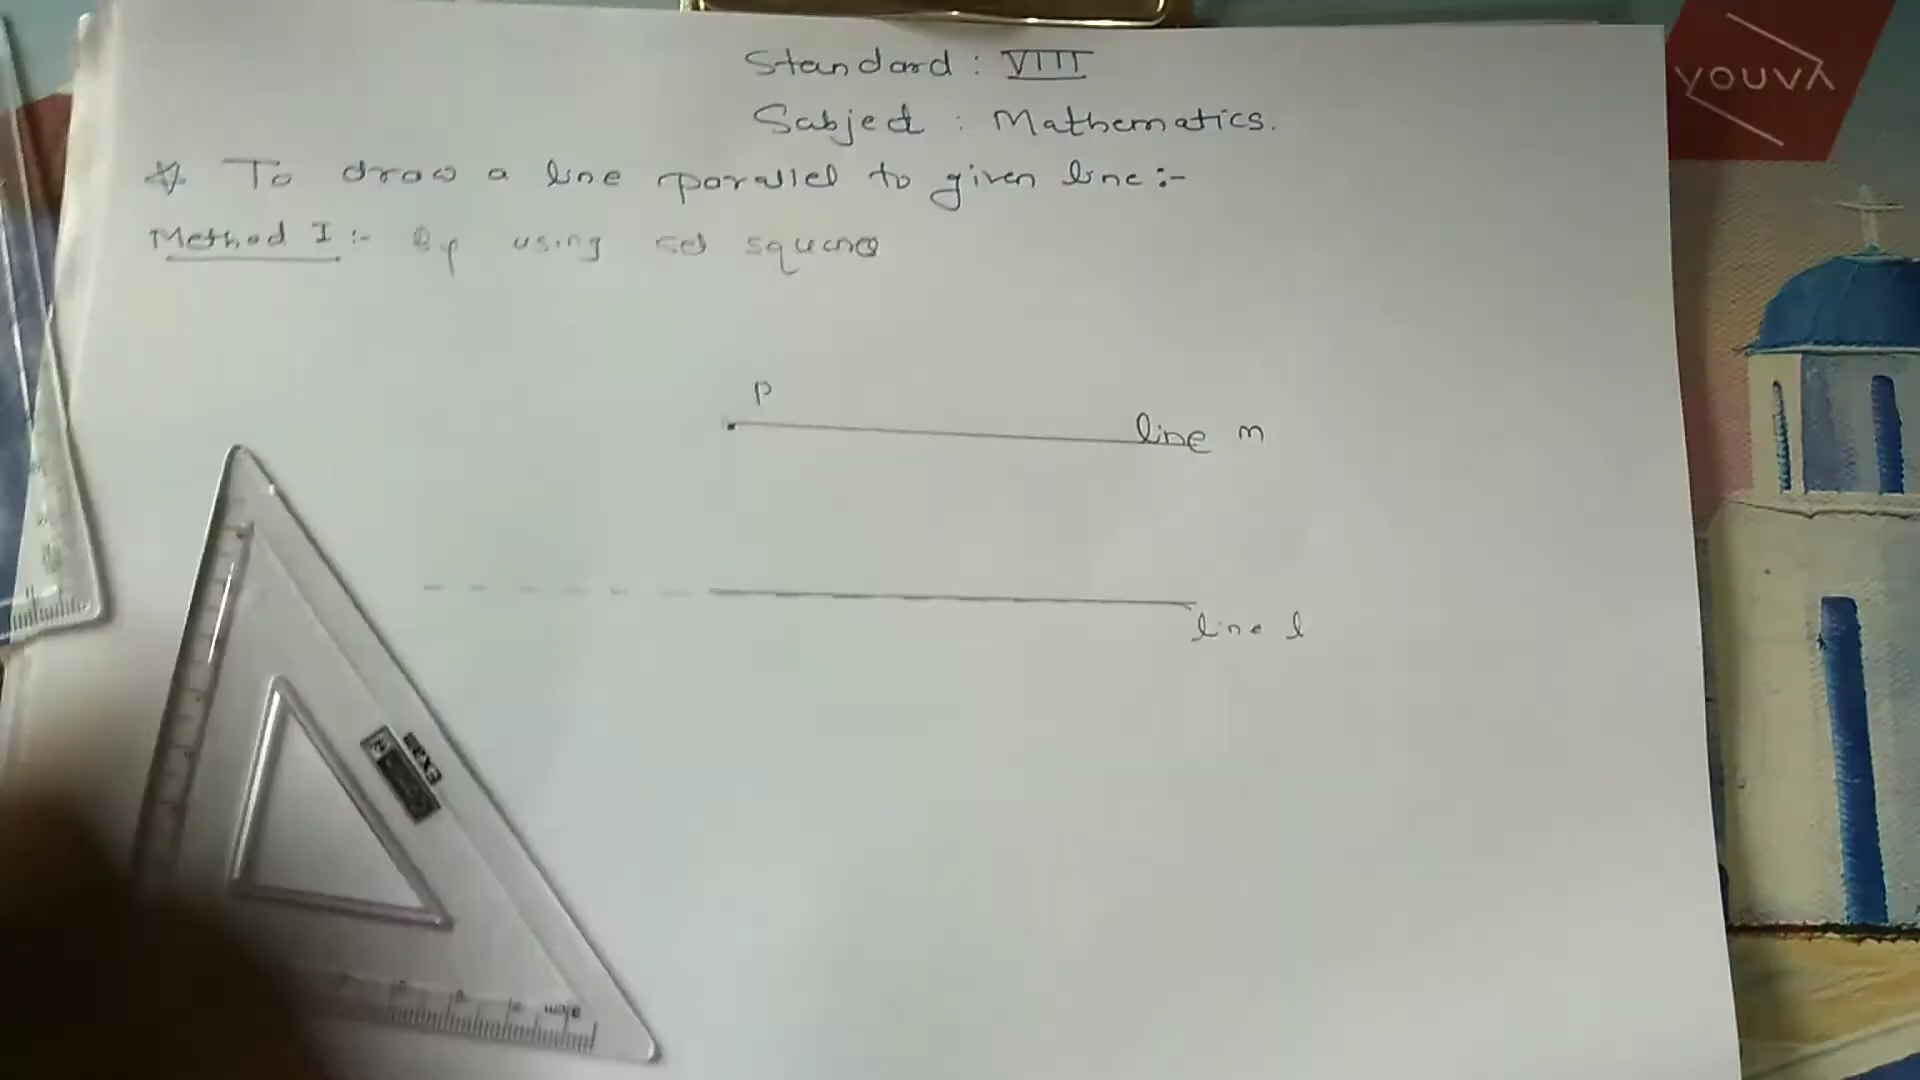 Standard : VIII
Subject : Mathematics.
To draw a line parallel to given line :-
Method I :- By using set square
P
line m
line l
YOUVA
EXAM